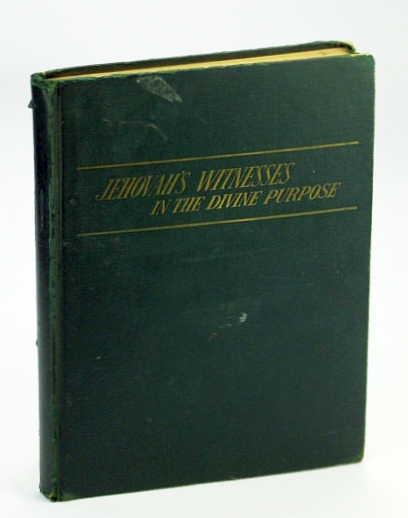 JEHOVAH'S WITNESSES
IN THE DIVINE PURPOSE